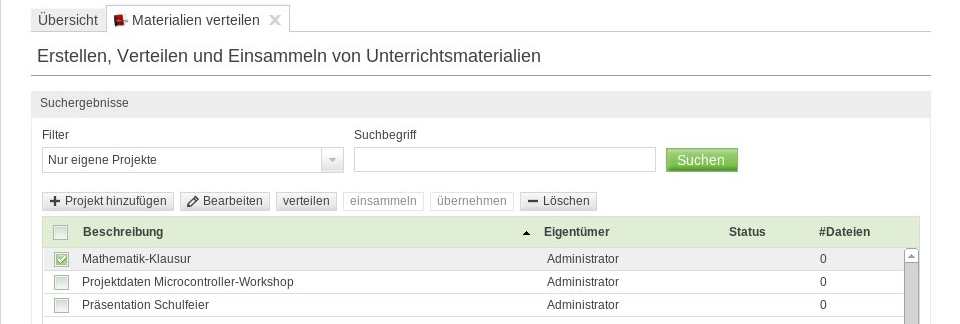 Übersicht Materialien verteilen
Erstellen, Verteilen und Einsammeln von Unterrichtsmaterialien
Suchergebnisse
Filter Suchbegriff
Nur eigene Projekte Suchen
Projekt hinzufügen Bearbeiten verteilen einsammeln übernehmen Löschen
Beschreibung Eigentümer Status #Dateien
Mathematik-Klausur Administrator 0
Projektdaten Microcontroller-Workshop Administrator 0
Präsentation Schulfeier Administrator 0